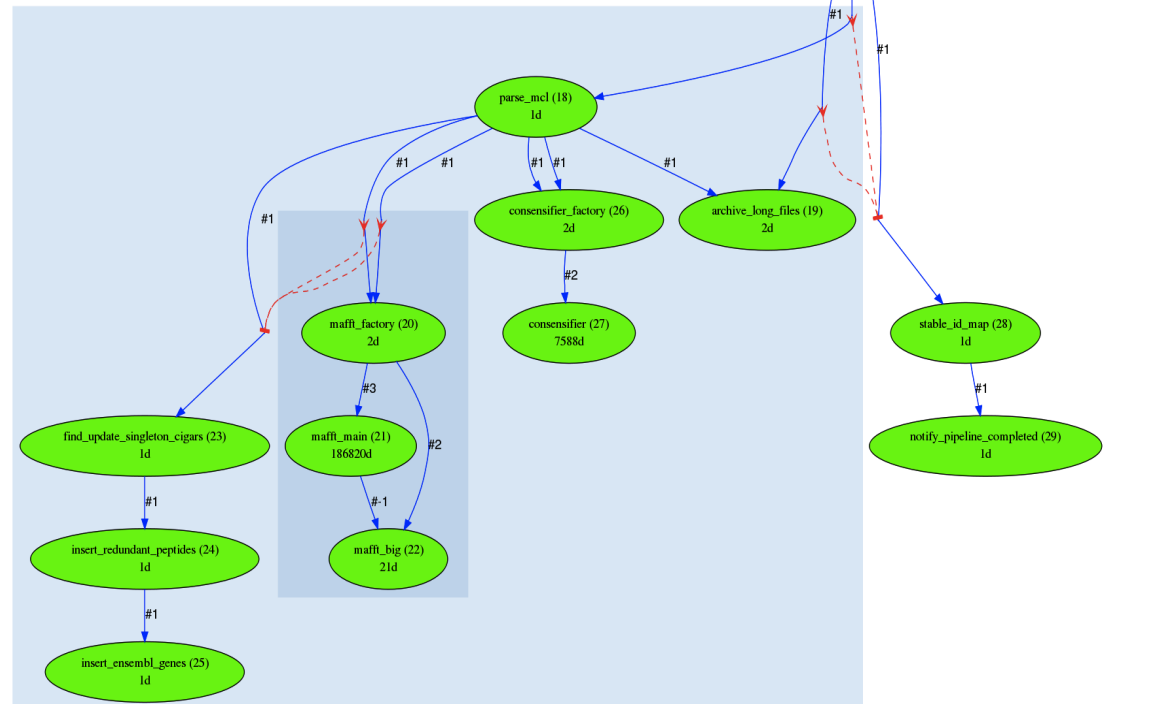 #1
#1
parse_mcl (18)
1d
#1
#1
#1
#1
#1
#1
consensifier_factory (26)
2d
archive_long_files (19)
2d
#2
mafft_factory (20)
2d
consensifier (27)
7588d
stable_id_map (28)
1d
#3
#1
find_update_singleton_cigars (23)
1d
mafft_main (21)
186820d
#2
notify_pipeline_completed (29)
1d
#1
#-1
insert_redundant_peptides (24)
1d
mafft_big (22)
21d
#1
insert_ensembl_genes (25)
1d